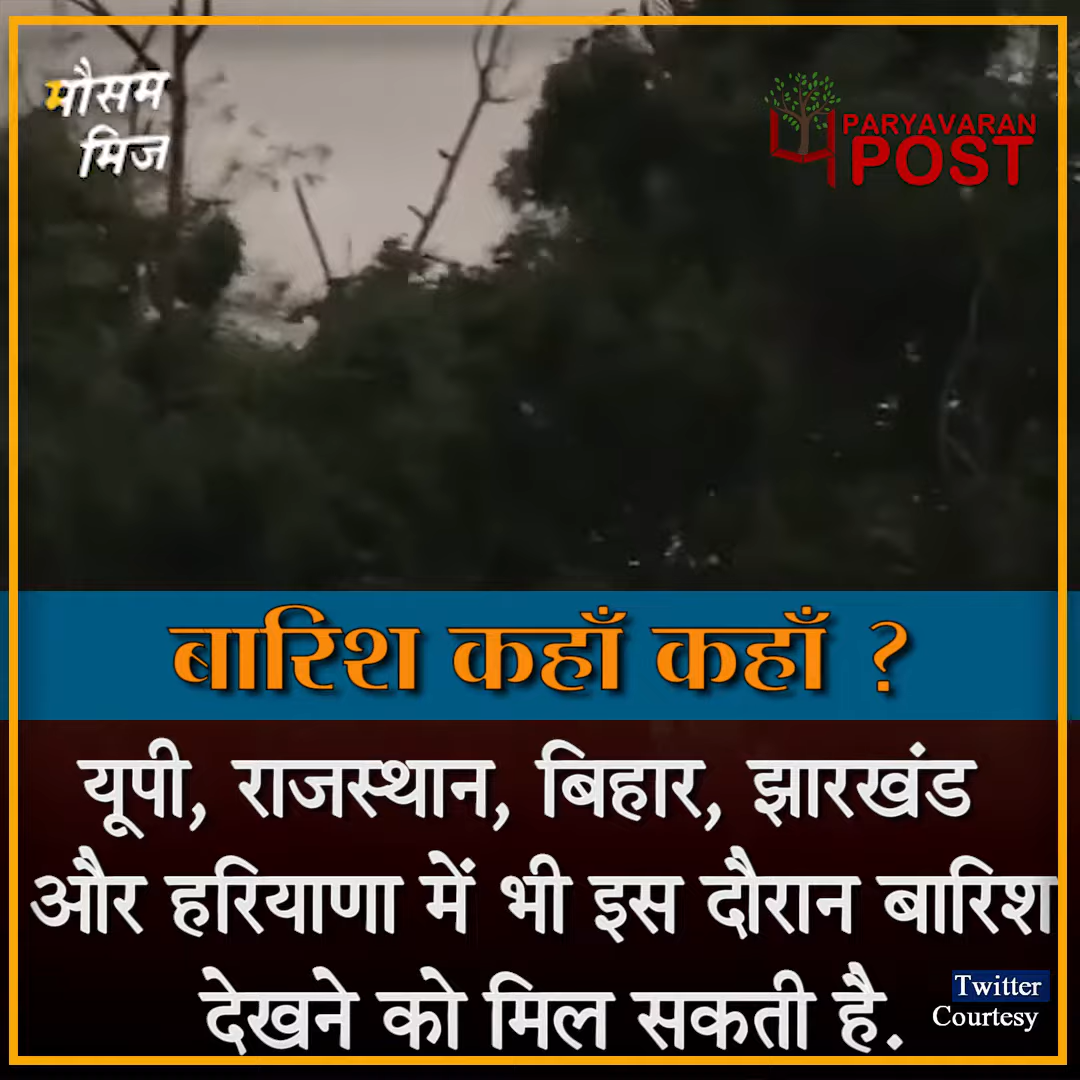 मौसम
मिज
PARYAVARAN
POST
बारिश कहाँ कहाँ ?
यूपी, राजस्थान, बिहार, झारखंड
और हरियाणा में भी इस दौरान बारिश
देखने को मिल सकती है.
Twitter
Courtesy